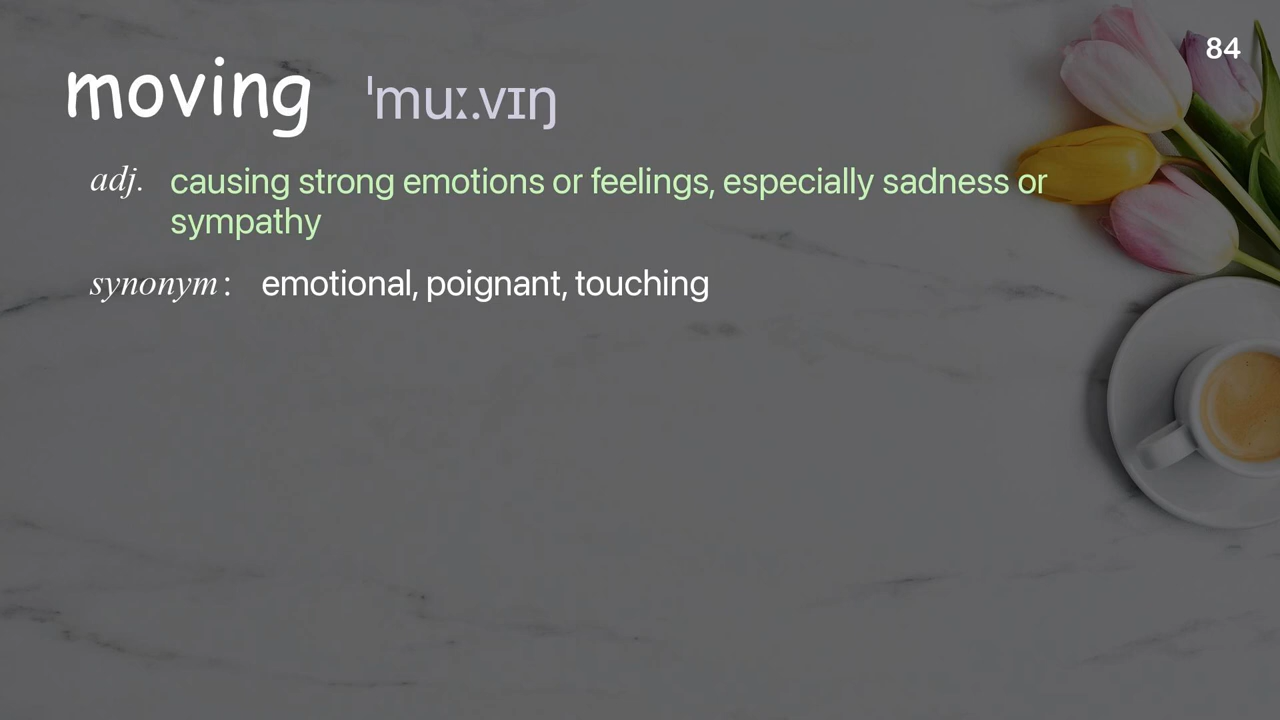 84
moving ˈmuː.vɪŋ
adj. causing strong emotions or feelings, especially sadness or
sympathy
synonym : emotional, poignant, touching